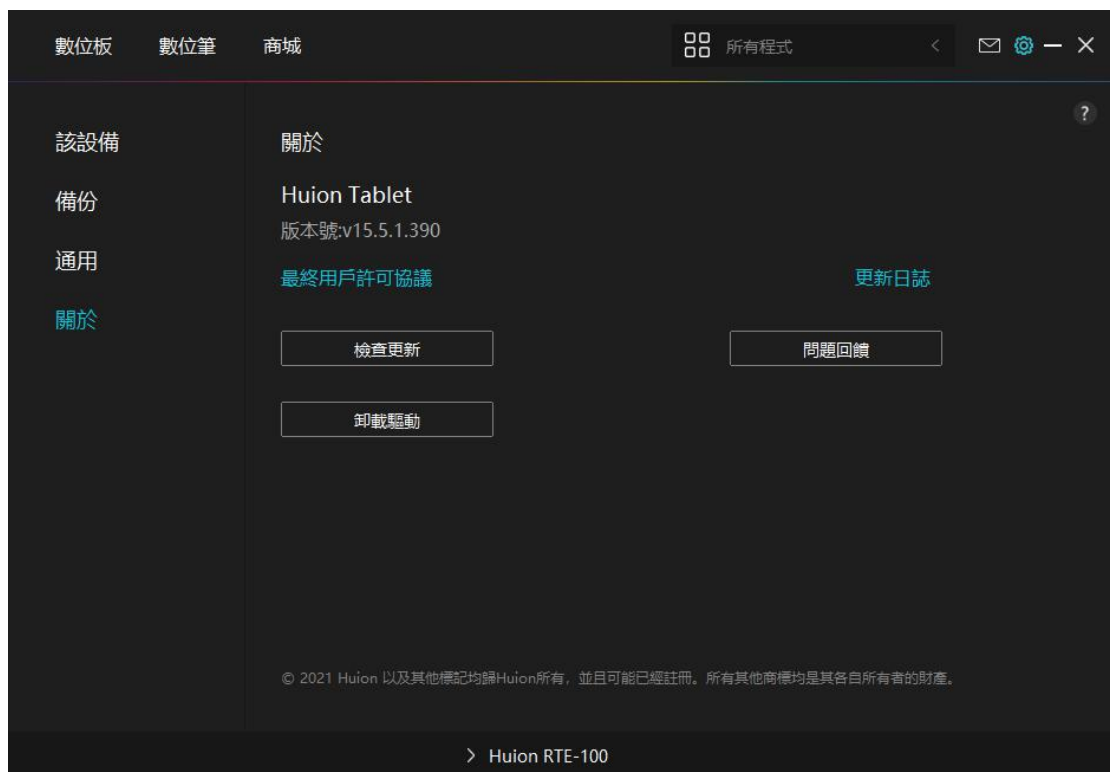 數位板 數位筆 商城 所有程式
?
該設備 關於
備份 Huion Tablet
版本號:v15.5.1.390
通用 最終用戶許可協議 更新日誌
關於
檢查更新 問題回饋
卸載驅動
© 2021 Huion 以及其他標記均歸Huion所有，並且可能已經註冊。所有其他商標均是其各自所有者的財產。
Huion RTE-100